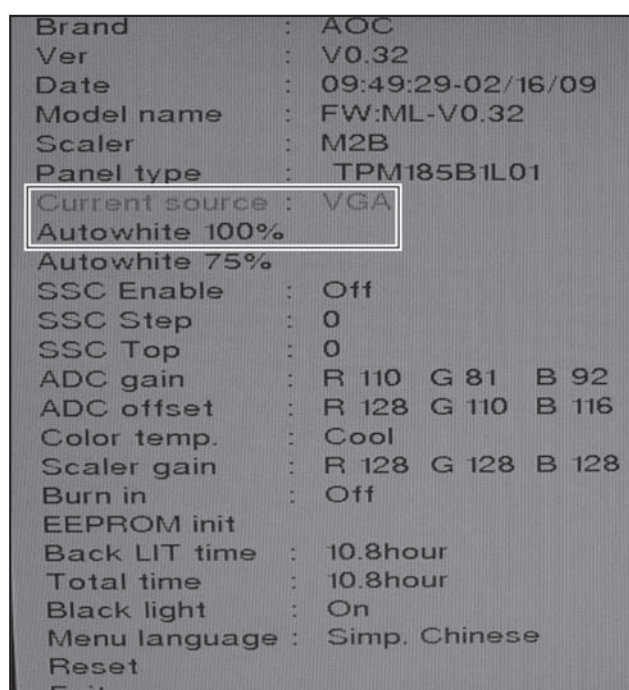 Brand : AOC
Ver : V0.32
Date : 09:49:29-02/16/09
Model name : FW:ML-V0.32
Scaler : M2B
Panel type : TPM185B1L01
Current source : VGA
Autowhite 100%
Autowhite 75%
SSC Enable : Off
SSC Step : 0
SSC Top : 0
ADC gain : R 110 G 81 B 92
ADC offset : R 128 G 110 B 116
Color temp. : Cool
Scaler gain : R 128 G 128 B 128
Burn in : Off
EEPROM init
Back LIT time : 10.8hour
Total time : 10.8hour
Black light : On
Menu language : Simp. Chinese
Reset